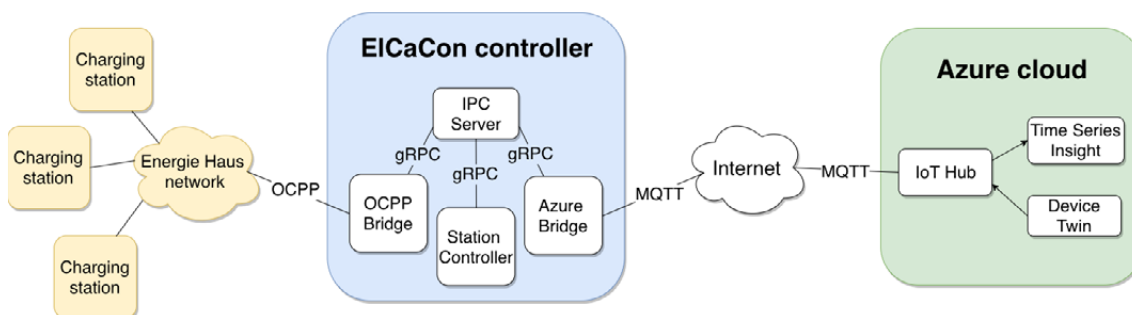 Charging
station
Charging
station
Charging
station
Energie Haus
network
OCPP
ElCaCon controller
IPC
Server
gRPC
gRPC
gRPC
OCPP
Bridge
Station
Controller
Azure
Bridge
MQTT
Internet
MQTT
Azure cloud
IoT Hub
Time Series
Insight
Device
Twin